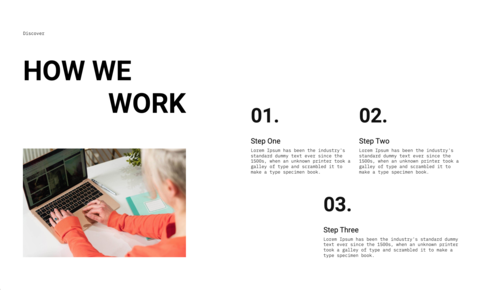 Discover
HOW WE
WORK
01.
Step One
Lorem Ipsum has been the industry's
standard dummy text ever since the
1500s, when an unknown printer took a
galley of type and scrambled it to
make a type specimen book.
02.
Step Two
Lorem Ipsum has been the industry's
standard dummy text ever since the
1500s, when an unknown printer took a
galley of type and scrambled it to
make a type specimen book.
03.
Step Three
Lorem Ipsum has been the industry's standard dummy
text ever since the 1500s, when an unknown printer
took a galley of type and scrambled it to make a
type specimen book.